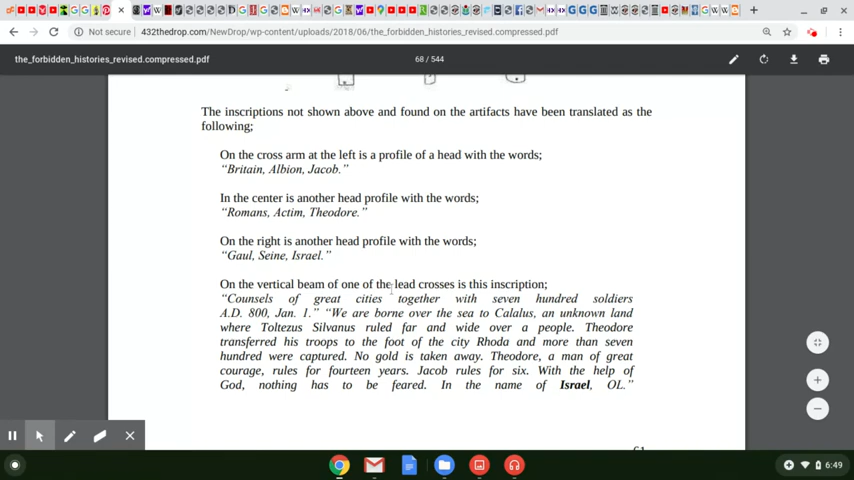 Not secure
432thedrop.com/NewDrop/wp-content/uploads/2018/06/the_forbidden_histories_revised.compressed.pdf
the_forbidden_histories_revised.compressed.pdf
68 / 544
The inscriptions not shown above and found on the artifacts have been translated as the
following;
On the cross arm at the left is a profile of a head with the words;
“Britain, Albion, Jacob.”
In the center is another head profile with the words;
“Romans, Actim, Theodore.”
On the right is another head profile with the words;
“Gaul, Seine, Israel.”
On the vertical beam of one of the lead crosses is this inscription;
“Counsels of great cities together with seven hundred soldiers
A.D. 800, Jan. 1.” “We are borne over the sea to Calalus, an unknown land
where Toltezus Silvanus ruled far and wide over a people. Theodore
transferred his troops to the foot of the city Rhoda and more than seven
hundred were captured. No gold is taken away. Theodore, a man of great
courage, rules for fourteen years. Jacob rules for six. With the help of
God, nothing has to be feared. In the name of Israel, OL.”
6:49